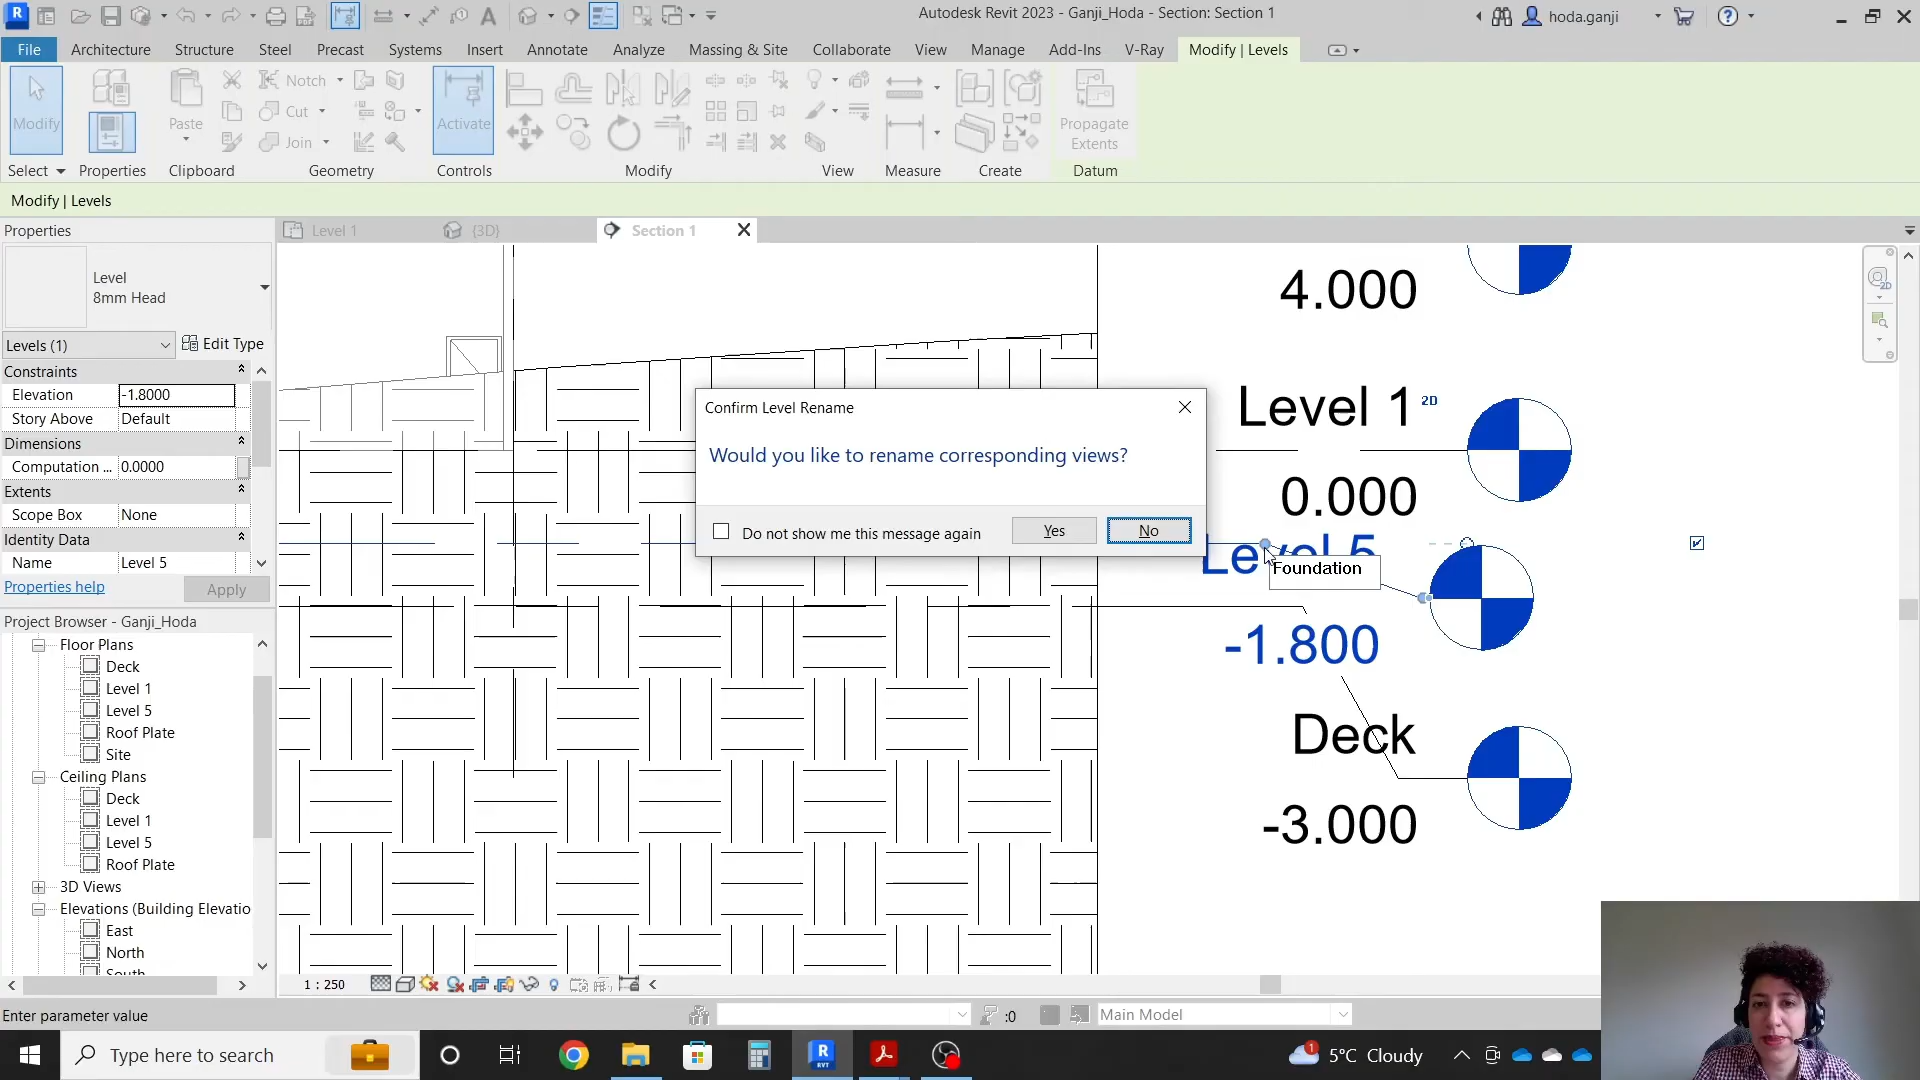 Autodesk Revit 2023 - Ganji_Hoda - Section: Section 1
hoda.ganji
File Architecture Structure Steel Precast Systems Insert Annotate Analyze Massing & Site Collaborate View Manage Add-Ins V-Ray Modify | Levels
Modify
Paste
Notch
Cut
Join
Activate
Propagate
Extents
Select Properties Clipboard Geometry Controls Modify View Measure Create Datum
Modify | Levels
Properties
Level 1 {3D} Section 1
Level
8mm Head
Levels (1) Edit Type
Constraints
Elevation -1.8000
Story Above Default
Dimensions
Computation ... 0.0000
Extents
Scope Box None
Identity Data
Name Level 5
Properties help Apply
Project Browser - Ganji_Hoda
Floor Plans
Deck
Level 1
Level 5
Roof Plate
Site
Ceiling Plans
Deck
Level 1
Level 5
Roof Plate
3D Views
Elevations (Building Elevatio
East
North
South
4.000
Level 1 2D
0.000
Level 5
Foundation
-1.800
Deck
-3.000
Confirm Level Rename
Would you like to rename corresponding views?
Do not show me this message again Yes No
2D
1 : 250
Enter parameter value
:0
Main Model
Type here to search
R
RVT
1
5°C Cloudy